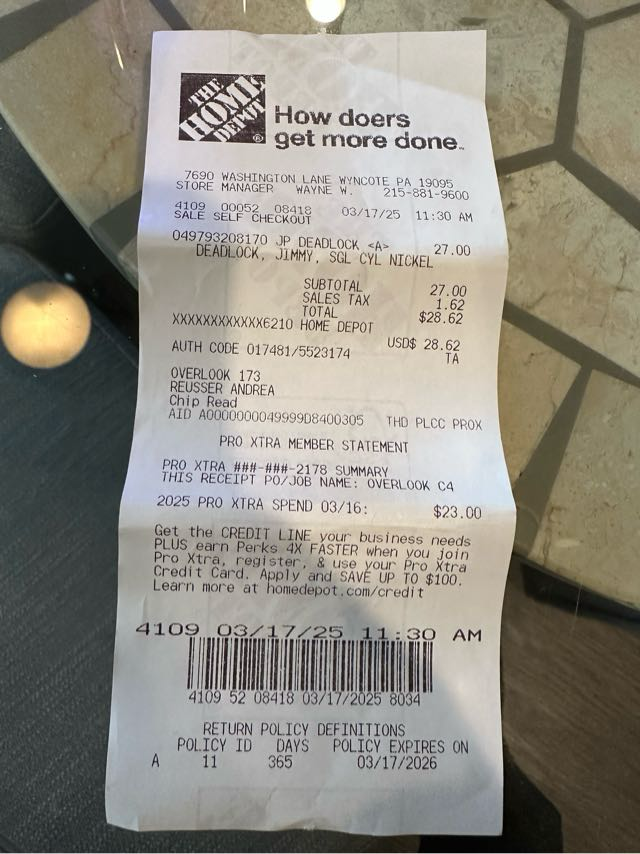 THE
HOME
DEPOT
How doers
get more done™
7690 WASHINGTON LANE WYNCOTE PA 19095
STORE MANAGER WAYNE W. 215-881-9600
4109 00052 08418 03/17/25 11:30 AM
SALE SELF CHECKOUT
049793208170 JP DEADLOCK <A> 27.00
DEADLOCK, JIMMY, SGL CYL NICKEL
SUBTOTAL 27.00
SALES TAX 1.62
TOTAL $28.62
XXXXXXXXXXXX6210 HOME DEPOT
USD$ 28.62
AUTH CODE 017481/5523174 TA
OVERLOOK 173
REUSSER ANDREA
Chip Read
AID A0000000049999D8400305 THD PLCC PROX
PRO XTRA MEMBER STATEMENT
PRO XTRA ###-###-2178 SUMMARY
THIS RECEIPT PO/JOB NAME: OVERLOOK C4
2025 PRO XTRA SPEND 03/16: $23.00
Get the CREDIT LINE your business needs
PLUS earn Perks 4X FASTER when you join
Pro Xtra, register, & use your Pro Xtra
Credit Card. Apply and SAVE UP TO $100.
Learn more at homedepot.com/credit
4109 03/17/25 11:30 AM
4109 52 08418 03/17/2025 8034
RETURN POLICY DEFINITIONS
POLICY ID DAYS POLICY EXPIRES ON
A 11 365 03/17/2026